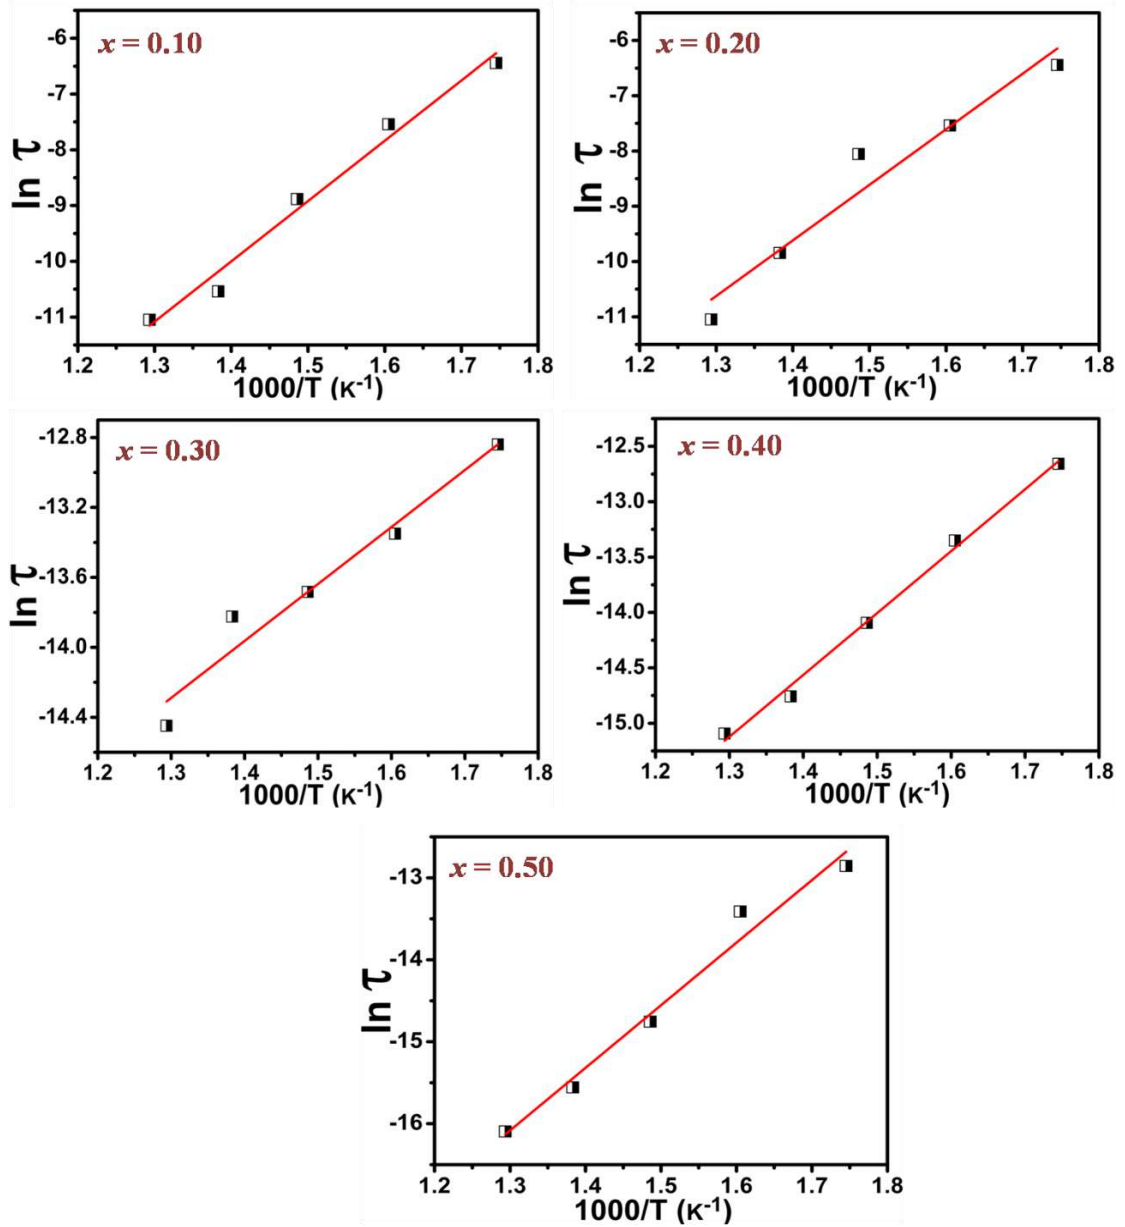 x = 0.10
-6
-7
-8
-9
-10
-11
ln τ
1.2 1.3 1.4 1.5 1.6 1.7 1.8
1000/T (K⁻¹)
x = 0.20
-6
-7
-8
-9
-10
-11
ln τ
1.2 1.3 1.4 1.5 1.6 1.7 1.8
1000/T (K⁻¹)
x = 0.30
-12.8
-13.2
-13.6
-14.0
-14.4
ln τ
1.2 1.3 1.4 1.5 1.6 1.7 1.8
1000/T (K⁻¹)
x = 0.40
-12.5
-13.0
-13.5
-14.0
-14.5
-15.0
ln τ
1.2 1.3 1.4 1.5 1.6 1.7 1.8
1000/T (K⁻¹)
x = 0.50
-13
-14
-15
-16
ln τ
1.2 1.3 1.4 1.5 1.6 1.7 1.8
1000/T (K⁻¹)